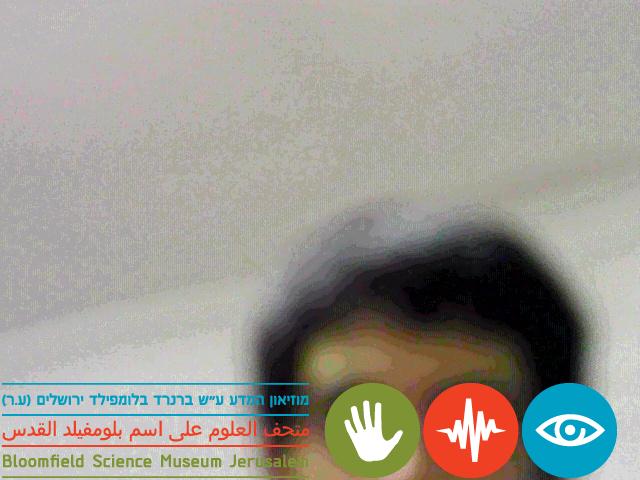 מוזיאון המדע ע״ש ברנרד בלומפילד ירושלים (ע.ר)
متحف العلوم على اسم بلومفيلد القدس
Bloomfield Science Museum Jerusalem